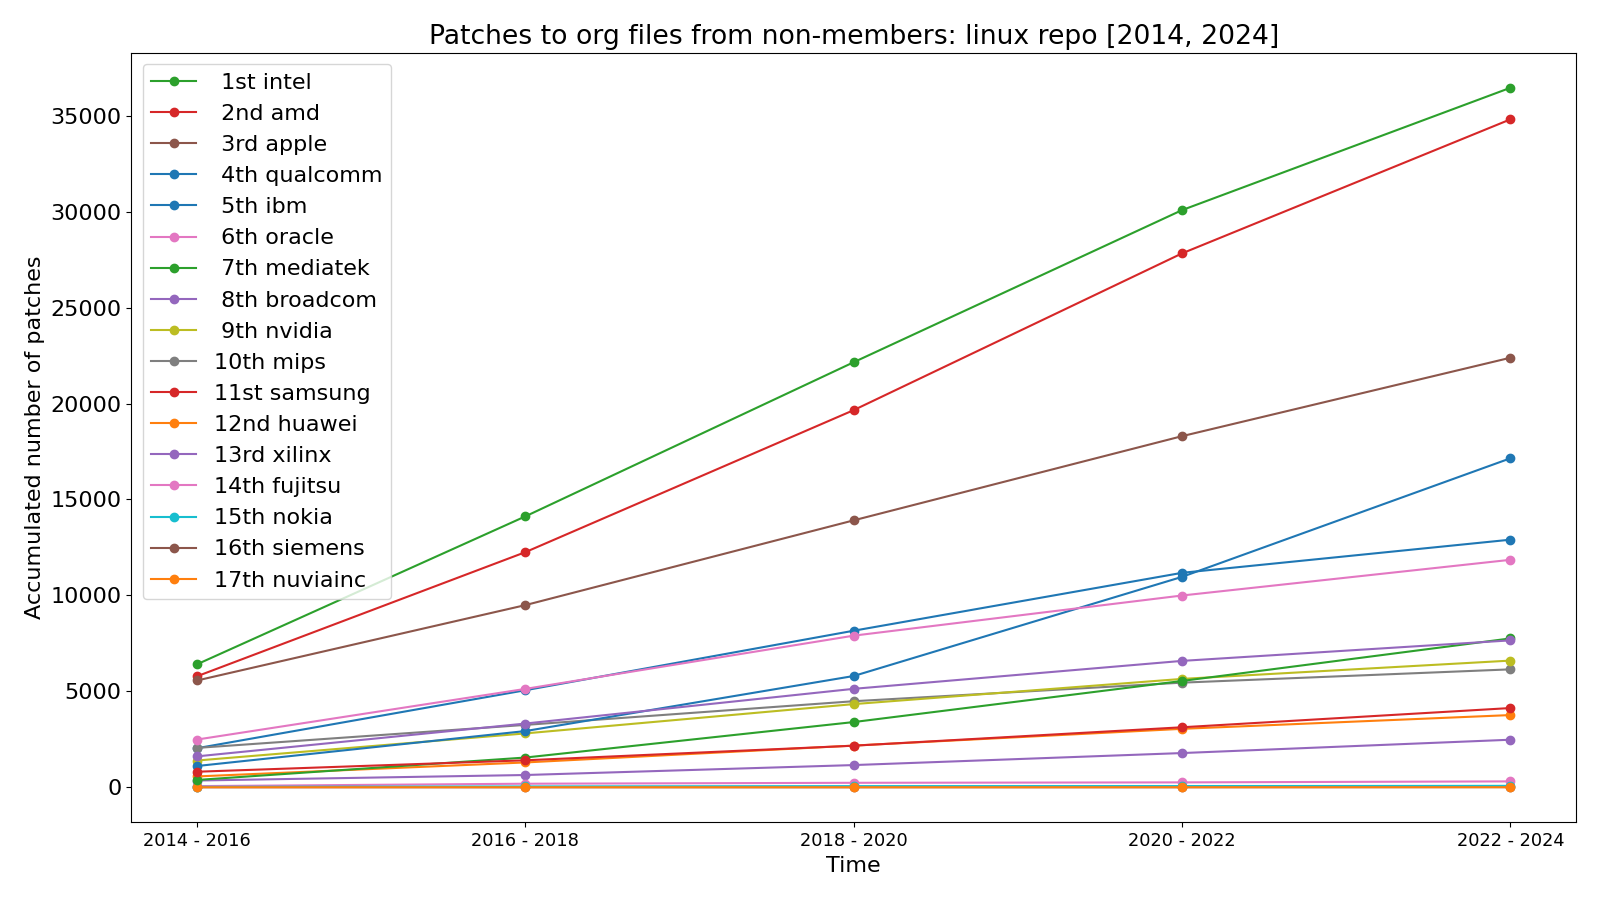 Patches to org files from non-members: linux repo [2014, 2024]
1st intel
2nd amd
3rd apple
4th qualcomm
5th ibm
6th oracle
7th mediatek
8th broadcom
9th nvidia
10th mips
11st samsung
12nd huawei
13rd xilinx
14th fujitsu
15th nokia
16th siemens
17th nuviainc
Accumulated number of patches
35000
30000
25000
20000
15000
10000
5000
0
2014 - 2016
2016 - 2018
2018 - 2020
2020 - 2022
2022 - 2024
Time